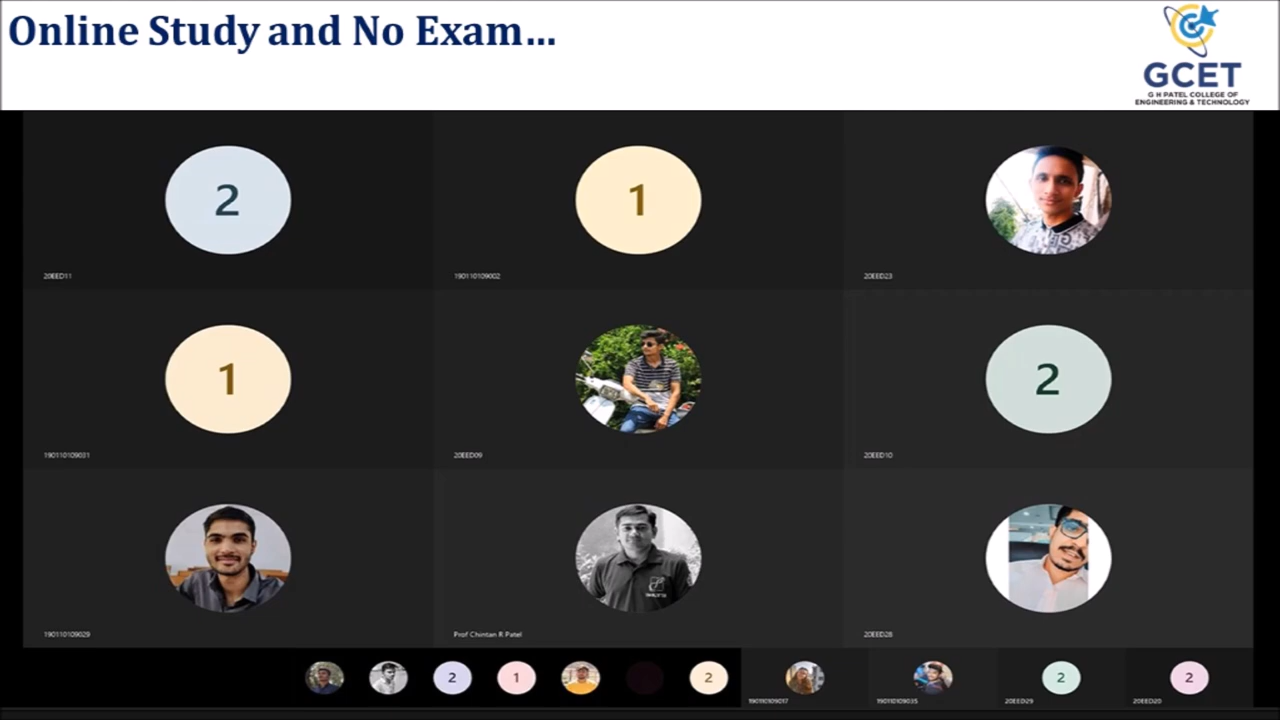 Online Study and No Exam...
GCET
G H PATEL COLLEGE OF
ENGINEERING & TECHNOLOGY
2
1
20EED11
190110109002
20EED23
1
2
190110109031
20EED09
20EED10
190110109029
Prof Chintan R Patel
20EED28
2
1
2
2
2
190110109017
190110109035
20EED29
20EED20